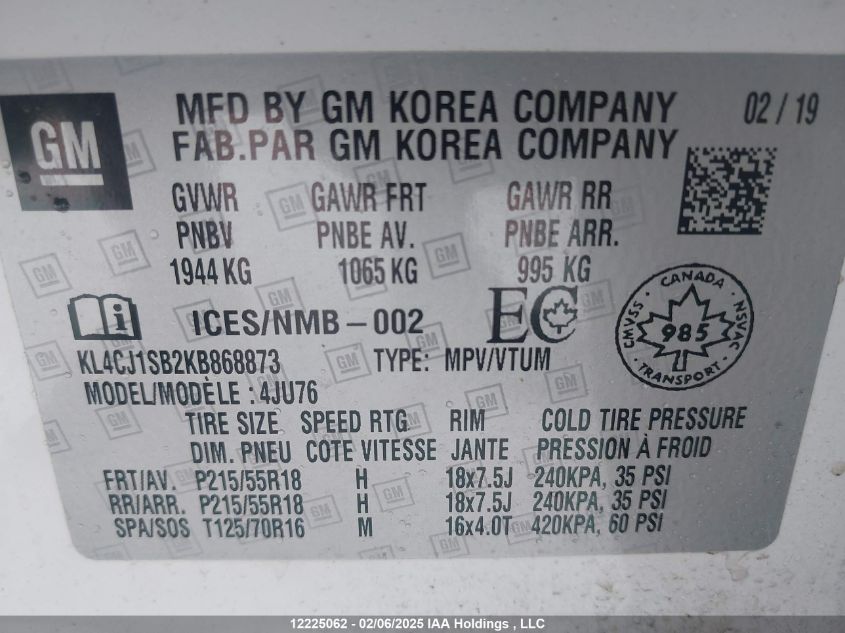 GM
MFD BY GM KOREA COMPANY 02 / 19
FAB.PAR GM KOREA COMPANY
GVWR GAWR FRT GAWR RR
PNBV PNBE AV. PNBE ARR.
1944 KG 1065 KG 995 KG
ICES/NMB-002 EC
CANADA
CMVSS NSVAC
985
TRANSPORT
KL4CJ1SB2KB868873 TYPE: MPV/VTUM
MODEL/MODÈLE: 4JU76
TIRE SIZE SPEED RTG RIM COLD TIRE PRESSURE
DIM. PNEU COTE VITESSE JANTE PRESSION À FROID
FRT/AV. P215/55R18 H 18x7.5J 240KPA, 35 PSI
RR/ARR. P215/55R18 H 18x7.5J 240KPA, 35 PSI
SPA/SOS T125/70R16 M 16x4.0T 420KPA, 60 PSI
12225062 - 02/06/2025 IAA Holdings, LLC